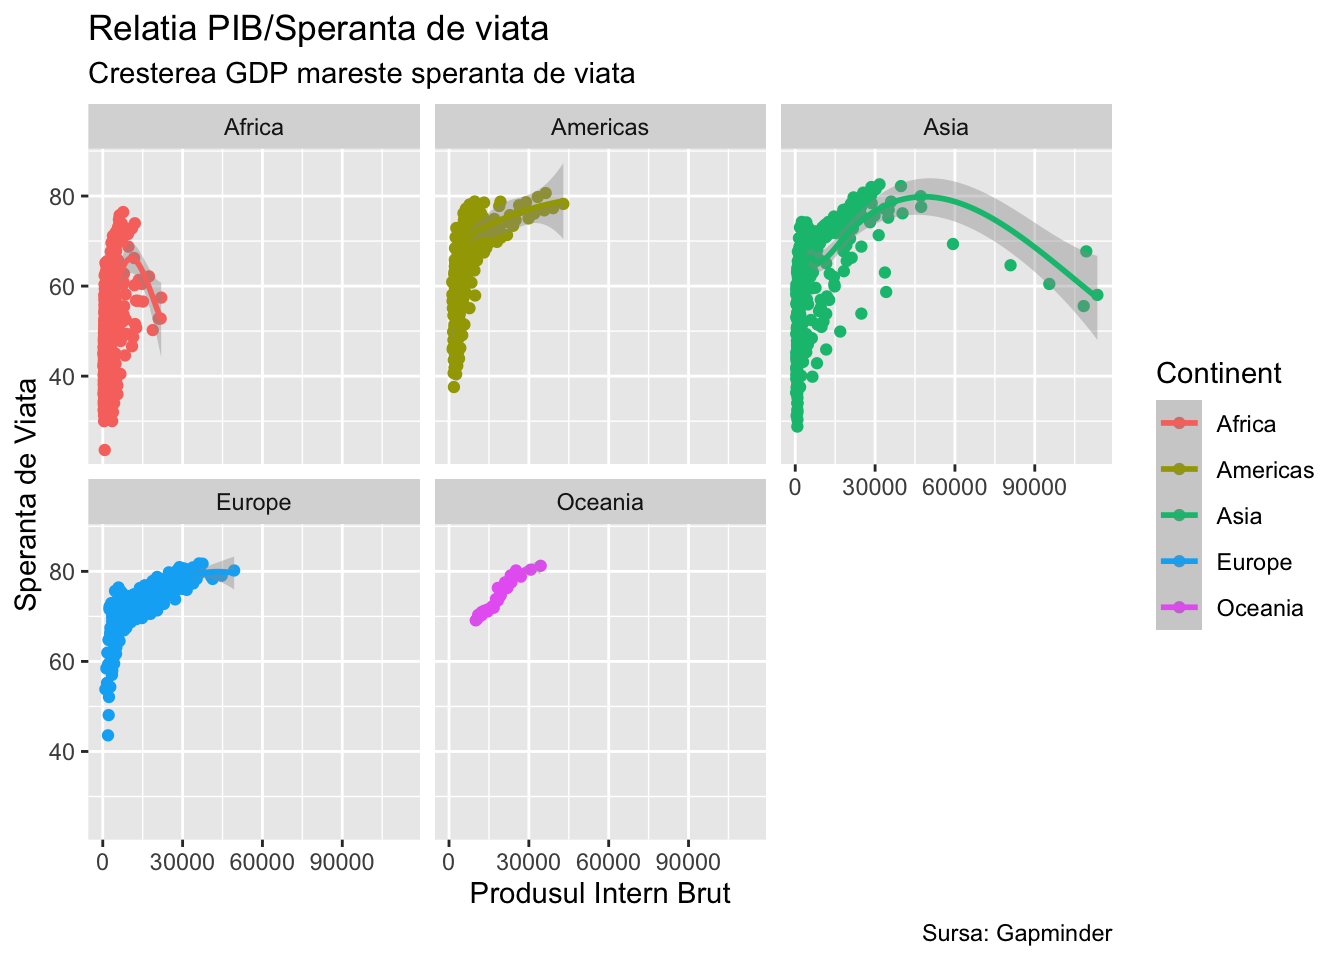 Relatia PIB/Speranta de viata
Cresterea GDP mareste speranta de viata
Africa
Americas
Asia
80
60
40
0 30000 60000 90000
Europe
Oceania
80
60
40
0 30000 60000 90000
0 30000 60000 90000
Speranta de Viata
Produsul Intern Brut
Continent
Africa
Americas
Asia
Europe
Oceania
Sursa: Gapminder